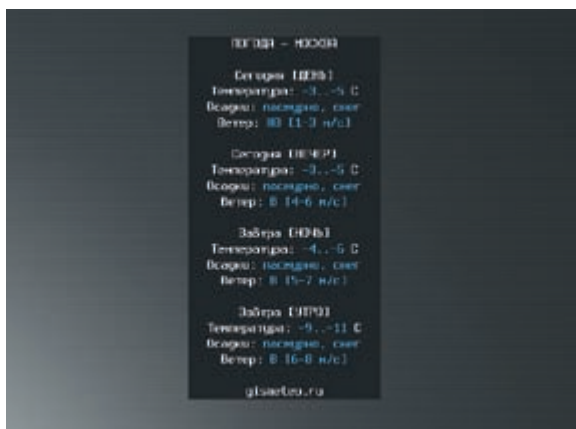 ПОГОДА - МОСКВА
Сегодня [ДЕНЬ]
Температура: -3..-5 C
Осадки: пасмурно, снег
Ветер: [1-3 м/с]
Сегодня [ВЕЧЕР]
Температура: -3..-5 C
Осадки: пасмурно, снег
Ветер: В [4-6 м/с]
Завтра [НОЧЬ]
Температура: -4..-6 C
Осадки: пасмурно, снег
Ветер: В [5-7 м/с]
Завтра [УТРО]
Температура: -9..-11 C
Осадки: пасмурно, снег
Ветер: В [6-8 м/с]
gismeteo.ru